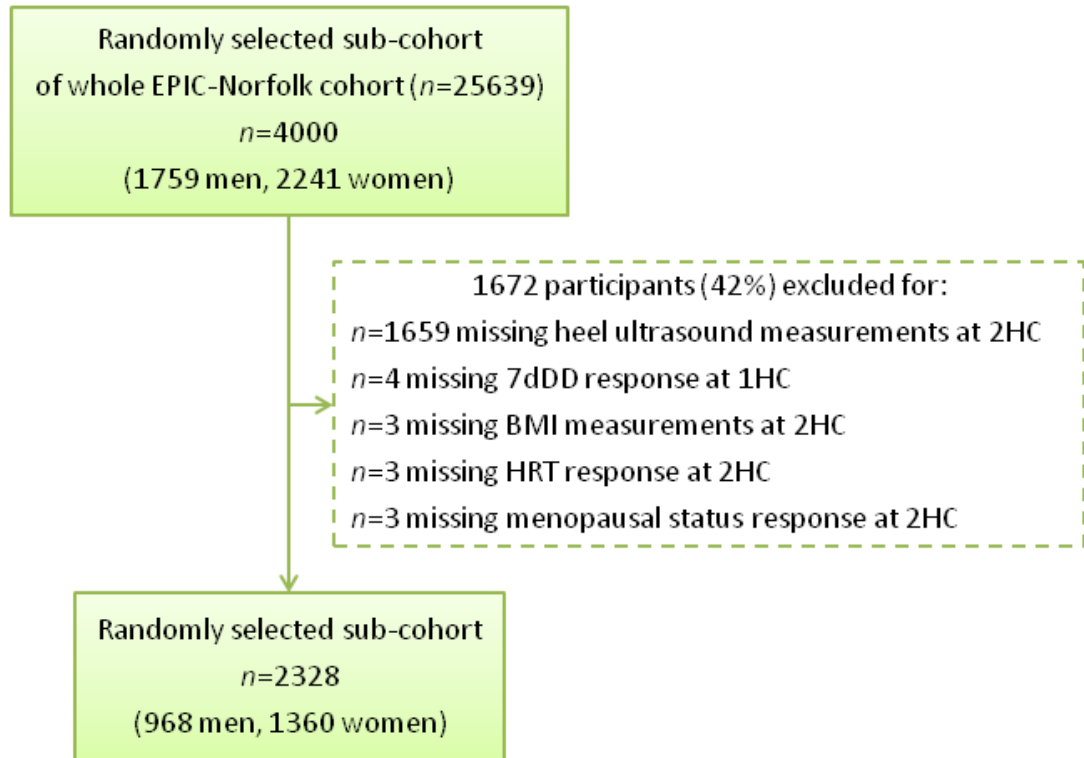 Randomly selected sub-cohort
of whole EPIC-Norfolk cohort (n=25639)
n=4000
(1759 men, 2241 women)
1672 participants (42%) excluded for:
n=1659 missing heel ultrasound measurements at 2HC
n=4 missing 7dDD response at 1HC
n=3 missing BMI measurements at 2HC
n=3 missing HRT response at 2HC
n=3 missing menopausal status response at 2HC
Randomly selected sub-cohort
n=2328
(968 men, 1360 women)